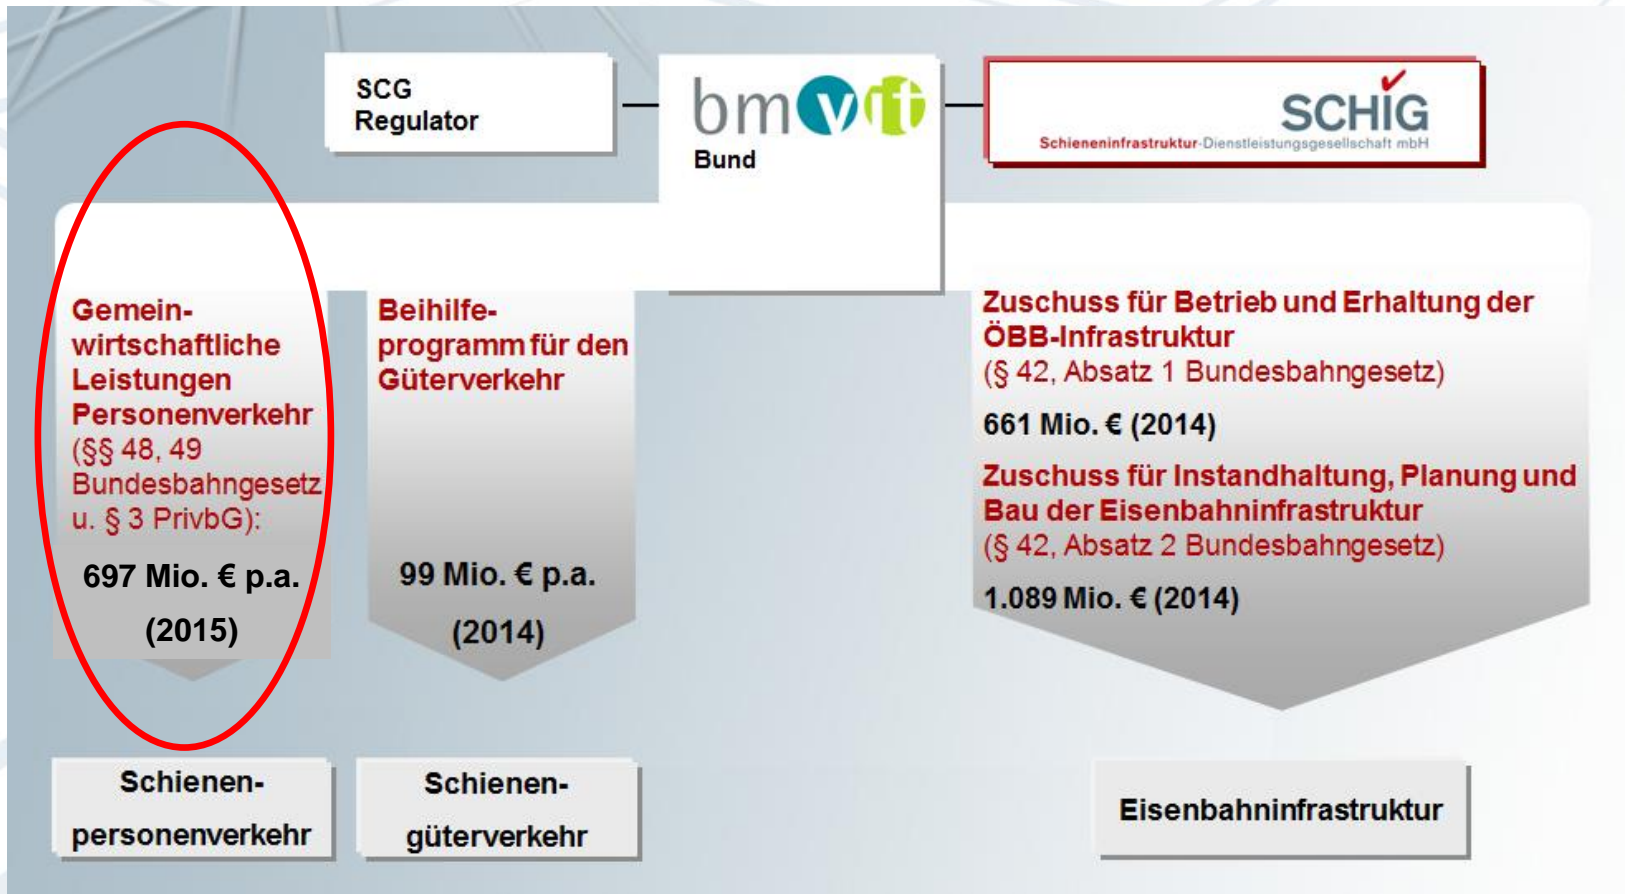 SCG
Regulator
bmvit
Bund
SCHIG
Schieneninfrastruktur-Dienstleistungsgesellschaft mbH
Gemein-
wirtschaftliche
Leistungen
Personenverkehr
(§§ 48, 49
Bundesbahngesetz
u. § 3 PrivbG):
697 Mio. € p.a.
(2015)
Beihilfe-
programm für den
Güterverkehr
99 Mio. € p.a.
(2014)
Zuschuss für Betrieb und Erhaltung der
ÖBB-Infrastruktur
(§ 42, Absatz 1 Bundesbahngesetz)
661 Mio. € (2014)
Zuschuss für Instandhaltung, Planung und
Bau der Eisenbahninfrastruktur
(§ 42, Absatz 2 Bundesbahngesetz)
1.089 Mio. € (2014)
Schienen-
personenverkehr
Schienen-
güterverkehr
Eisenbahninfrastruktur